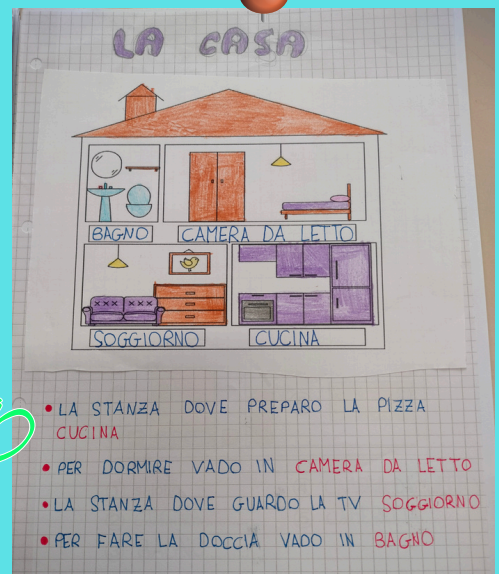 LA CASA
BAGNO
CAMERA DA LETTO
SOGGIORNO
CUCINA
LA STANZA DOVE PREPARO LA PIZZA
CUCINA
PER DORMIRE VADO IN CAMERA DA LETTO
LA STANZA DOVE GUARDO LA TV SOGGIORNO
PER FARE LA DOCCIA VADO IN BAGNO